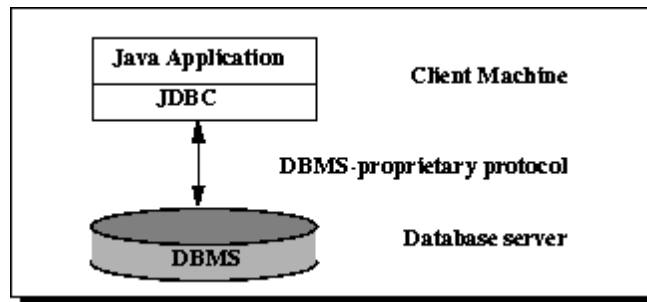 Java Application
Client Machine
JDBC
DBMS-proprietary protocol
Database server
DBMS